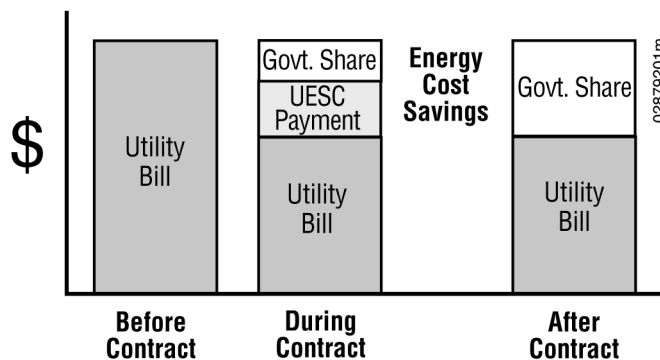 $
Utility
Bill
Govt. Share
UESC
Payment
Utility
Bill
Energy
Cost
Savings
Govt. Share
Utility
Bill
02879201m
Before
Contract
During
Contract
After
Contract